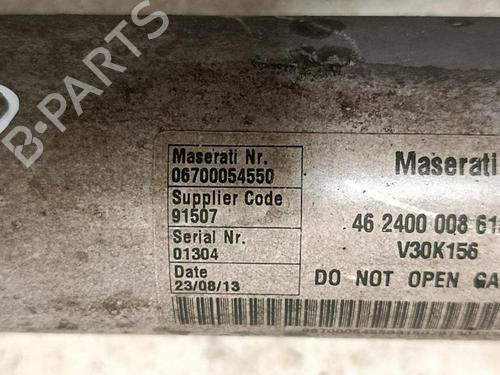 B-PARTS
Maserati Nr.
06700054550
Supplier Code
91507
Serial Nr.
01304
Date
23/08/13
Maserati
46 2400 008 61
V30K156
DO NOT OPEN GA